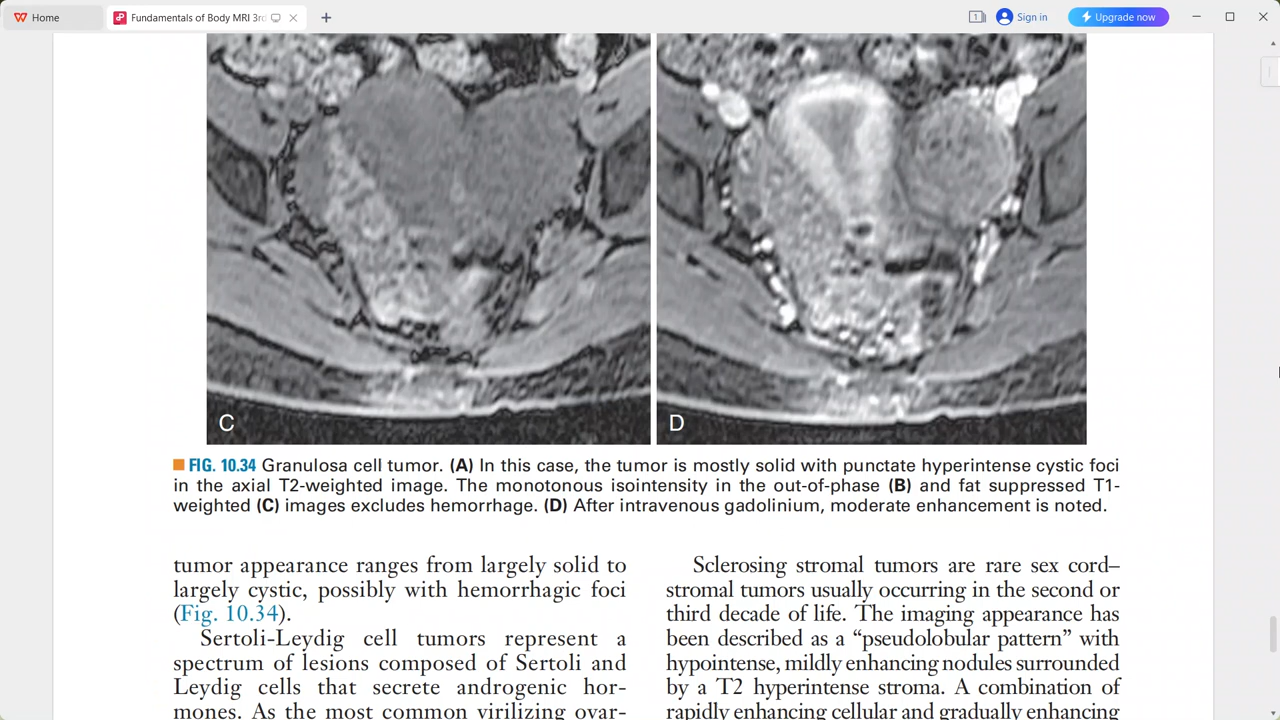 Home
Fundamentals of Body MRI 3rd
Sign in
Upgrade now
C
D
FIG. 10.34 Granulosa cell tumor. (A) In this case, the tumor is mostly solid with punctate hyperintense cystic foci
in the axial T2-weighted image. The monotonous isointensity in the out-of-phase (B) and fat suppressed T1-
weighted (C) images excludes hemorrhage. (D) After intravenous gadolinium, moderate enhancement is noted.
tumor appearance ranges from largely solid to
largely cystic, possibly with hemorrhagic foci
(Fig. 10.34).
Sertoli-Leydig cell tumors represent a
spectrum of lesions composed of Sertoli and
Leydig cells that secrete androgenic hor-
mones. As the most common virilizing ovar-
Sclerosing stromal tumors are rare sex cord–
stromal tumors usually occurring in the second or
third decade of life. The imaging appearance has
been described as a “pseudolobular pattern” with
hypointense, mildly enhancing nodules surrounded
by a T2 hyperintense stroma. A combination of
rapidly enhancing cellular and gradually enhancing